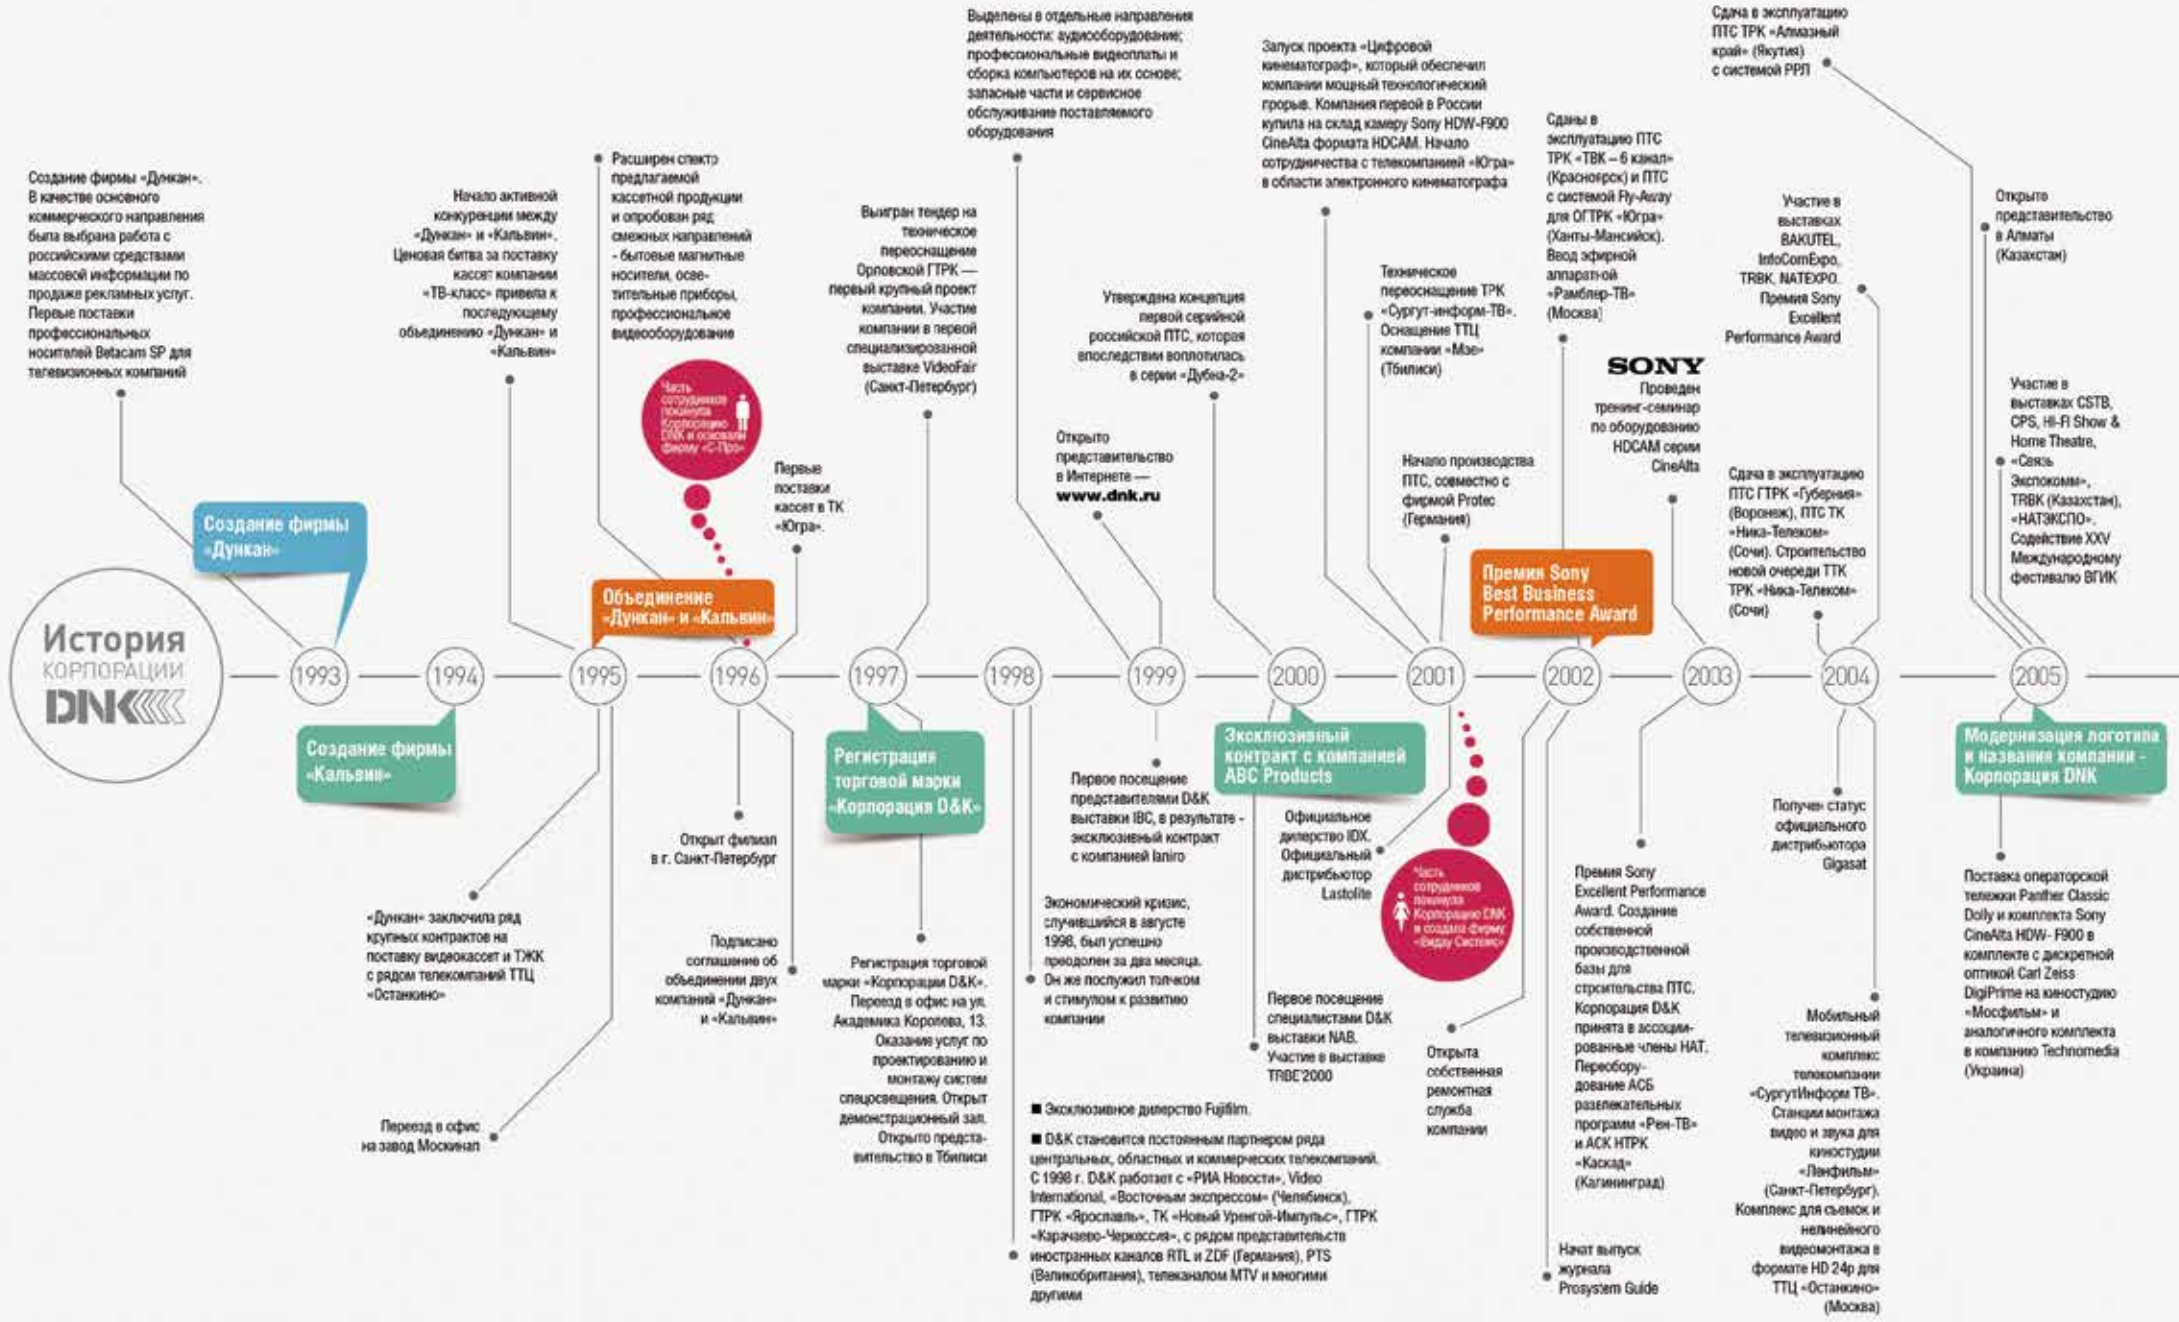 История
КОРПОРАЦИИ
DNK
Создание фирмы «Дункан».
В качестве основного
коммерческого направления
была выбрана работа с
российскими средствами
массовой информации по
продаже рекламных услуг.
Первые поставки
профессиональных
носителей Betacam SP для
телевизионных компаний
Создание фирмы
«Дункан»
1993
1994
Создание фирмы
«Кальвин»
Начало активной
конкуренции между
«Дункан» и «Кальвин».
Ценовая битва за поставку
кассет компании
«ТВ-класс» привела к
последующему
объединению «Дункан» и
«Кальвин»
1995
«Дункан» заключила ряд
крупных контрактов на
поставку видеокассет и ТЖК
с рядом телекомпаний ТТЦ
«Останкино»
Переезд в офис
на завод Москинап
Расширен спектр
предлагаемой
кассетной продукции
и опробован ряд
смежных направлений
- бытовые магнитные
носители, осве-
тительные приборы,
профессиональное
видеооборудование
Часть
сотрудников
покинула
Корпорацию
DNK и основали
фирму «С-Про»
Первые
поставки
кассет в ТК
«Югра».
Объединение
«Дункан» и «Кальвин»
1996
Открыт филиал
в г. Санкт-Петербург
Подписано
соглашение об
объединении двух
компаний «Дункан»
и «Кальвин»
Выигран тендер на
техническое
переоснащение
Орловской ГТРК —
первый крупный проект
компании. Участие
компании в первой
специализированной
выставке VideoFair
(Санкт-Петербург)
1997
Регистрация
торговой марки
«Корпорация D&K»
Регистрация торговой
марки «Корпорации D&K».
Переезд в офис на ул.
Академика Королева, 13.
Оказание услуг по
проектированию и
монтажу систем
спецосвещения. Открыт
демонстрационный зал.
Открыто предста-
вительство в Тбилиси
1998
Экономический кризис,
случившийся в августе
1998, был успешно
преодолен за два месяца.
Он же послужил толчком
и стимулом к развитию
компании
■ Эксклюзивное дилерство Fujifilm.
■ D&K становится постоянным партнером ряда
центральных, областных и коммерческих телекомпаний.
С 1998 г. D&K работает с «РИА Новости», Video
International, «Восточным экспрессом» (Челябинск),
ГТРК «Ярославль», ТК «Новый Уренгой-Импульс», ГТРК
«Карачаево-Черкессия», с рядом представительств
иностранных каналов RTL и ZDF (Германия), PTS
(Великобритания), телеканалом MTV и многими
другими
Выделены в отдельные направления
деятельности: аудиооборудование;
профессиональные видеоплаты и
сборка компьютеров на их основе;
запасные части и сервисное
обслуживание поставляемого
оборудования
Открыто
представительство
в Интернете —
www.dnk.ru
1999
Первое посещение
представителями D&K
выставки IBC, в результате -
эксклюзивный контракт
с компанией Ianiro
Утверждена концепция
первой серийной
российской ПТС, которая
впоследствии воплотилась
в серии «Дубна-2»
2000
Эксклюзивный
контракт с компанией
ABC Products
Первое посещение
специалистами D&K
выставки NAB.
Участие в выставке
TRBE'2000
Запуск проекта «Цифровой
кинематограф», который обеспечил
компании мощный технологический
прорыв. Компания первой в России
купила на склад камеру Sony HDW-F900
CineAlta формата HDCAM. Начало
сотрудничества с телекомпанией «Югра»
в области электронного кинематографа
Техническое
переоснащение ТРК
«Сургут-информ-ТВ».
Оснащение ТТЦ
компании «Мзе»
(Тбилиси)
Начало производства
ПТС, совместно с
фирмой Protec
(Германия)
2001
Официальное
дилерство IDX.
Официальный
дистрибьютор
Lastolite
Часть
сотрудников
покинула
Корпорацию DNK
и создала фирму
«Видау Системс»
Сданы в
эксплуатацию ПТС
ТРК «ТВК – 6 канал»
(Красноярск) и ПТС
с системой Fly-Away
для ОГТРК «Югра»
(Ханты-Мансийск).
Ввод эфирной
аппаратной
«Рамблер-ТВ»
(Москва)
Премия Sony
Best Business
Performance Award
2002
Открыта
собственная
ремонтная
служба
компании
Начат выпуск
журнала
Prosystem Guide
SONY
Проведен
тренинг-семинар
по оборудованию
HDCAM серии
CineAlta
2003
Премия Sony
Excellent Performance
Award. Создание
собственной
производственной
базы для
строительства ПТС.
Корпорация D&K
принята в ассоции-
рованные члены НАТ.
Переобору-
дование АСБ
развлекательных
программ «Рен-ТВ»
и АСК НТРК
«Каскад»
(Калининград)
Участие в
выставках
BAKUTEL,
InfoComExpo,
TRBK, NATEXPO.
Премия Sony
Excellent
Performance Award
Сдача в эксплуатацию
ПТС ГТРК «Губерния»
(Воронеж), ПТС ТК
«Ника-Телеком»
(Сочи). Строительство
новой очереди ТТК
ТРК «Ника-Телеком»
(Сочи)
2004
Получен статус
официального
дистрибьютора
Gigasat
Мобильный
телевизионный
комплекс
телекомпании
«СургутИнформ ТВ».
Станции монтажа
видео и звука для
киностудии
«Ленфильм»
(Санкт-Петербург).
Комплекс для съемок и
нелинейного
видеомонтажа в
формате HD 24p для
ТТЦ «Останкино»
(Москва)
Сдача в эксплуатацию
ПТС ТРК «Алмазный
край» (Якутия)
с системой РРЛ
Открыто
представительство
в Алматы
(Казахстан)
Участие в
выставках CSTB,
CPS, HI-FI Show &
Home Theatre,
«Связь
Экспокомм»,
TRBK (Казахстан),
«НАТЭКСПО».
Содействие XXV
Международному
фестивалю ВГИК
2005
Модернизация логотипа
и названия компании -
Корпорация DNK
Поставка операторской
тележки Panther Classic
Dolly и комплекта Sony
CineAlta HDW- F900 в
комплекте с дискретной
оптикой Carl Zeiss
DigiPrime на киностудию
«Мосфильм» и
аналогичного комплекта
в компанию Technomedia
(Украина)